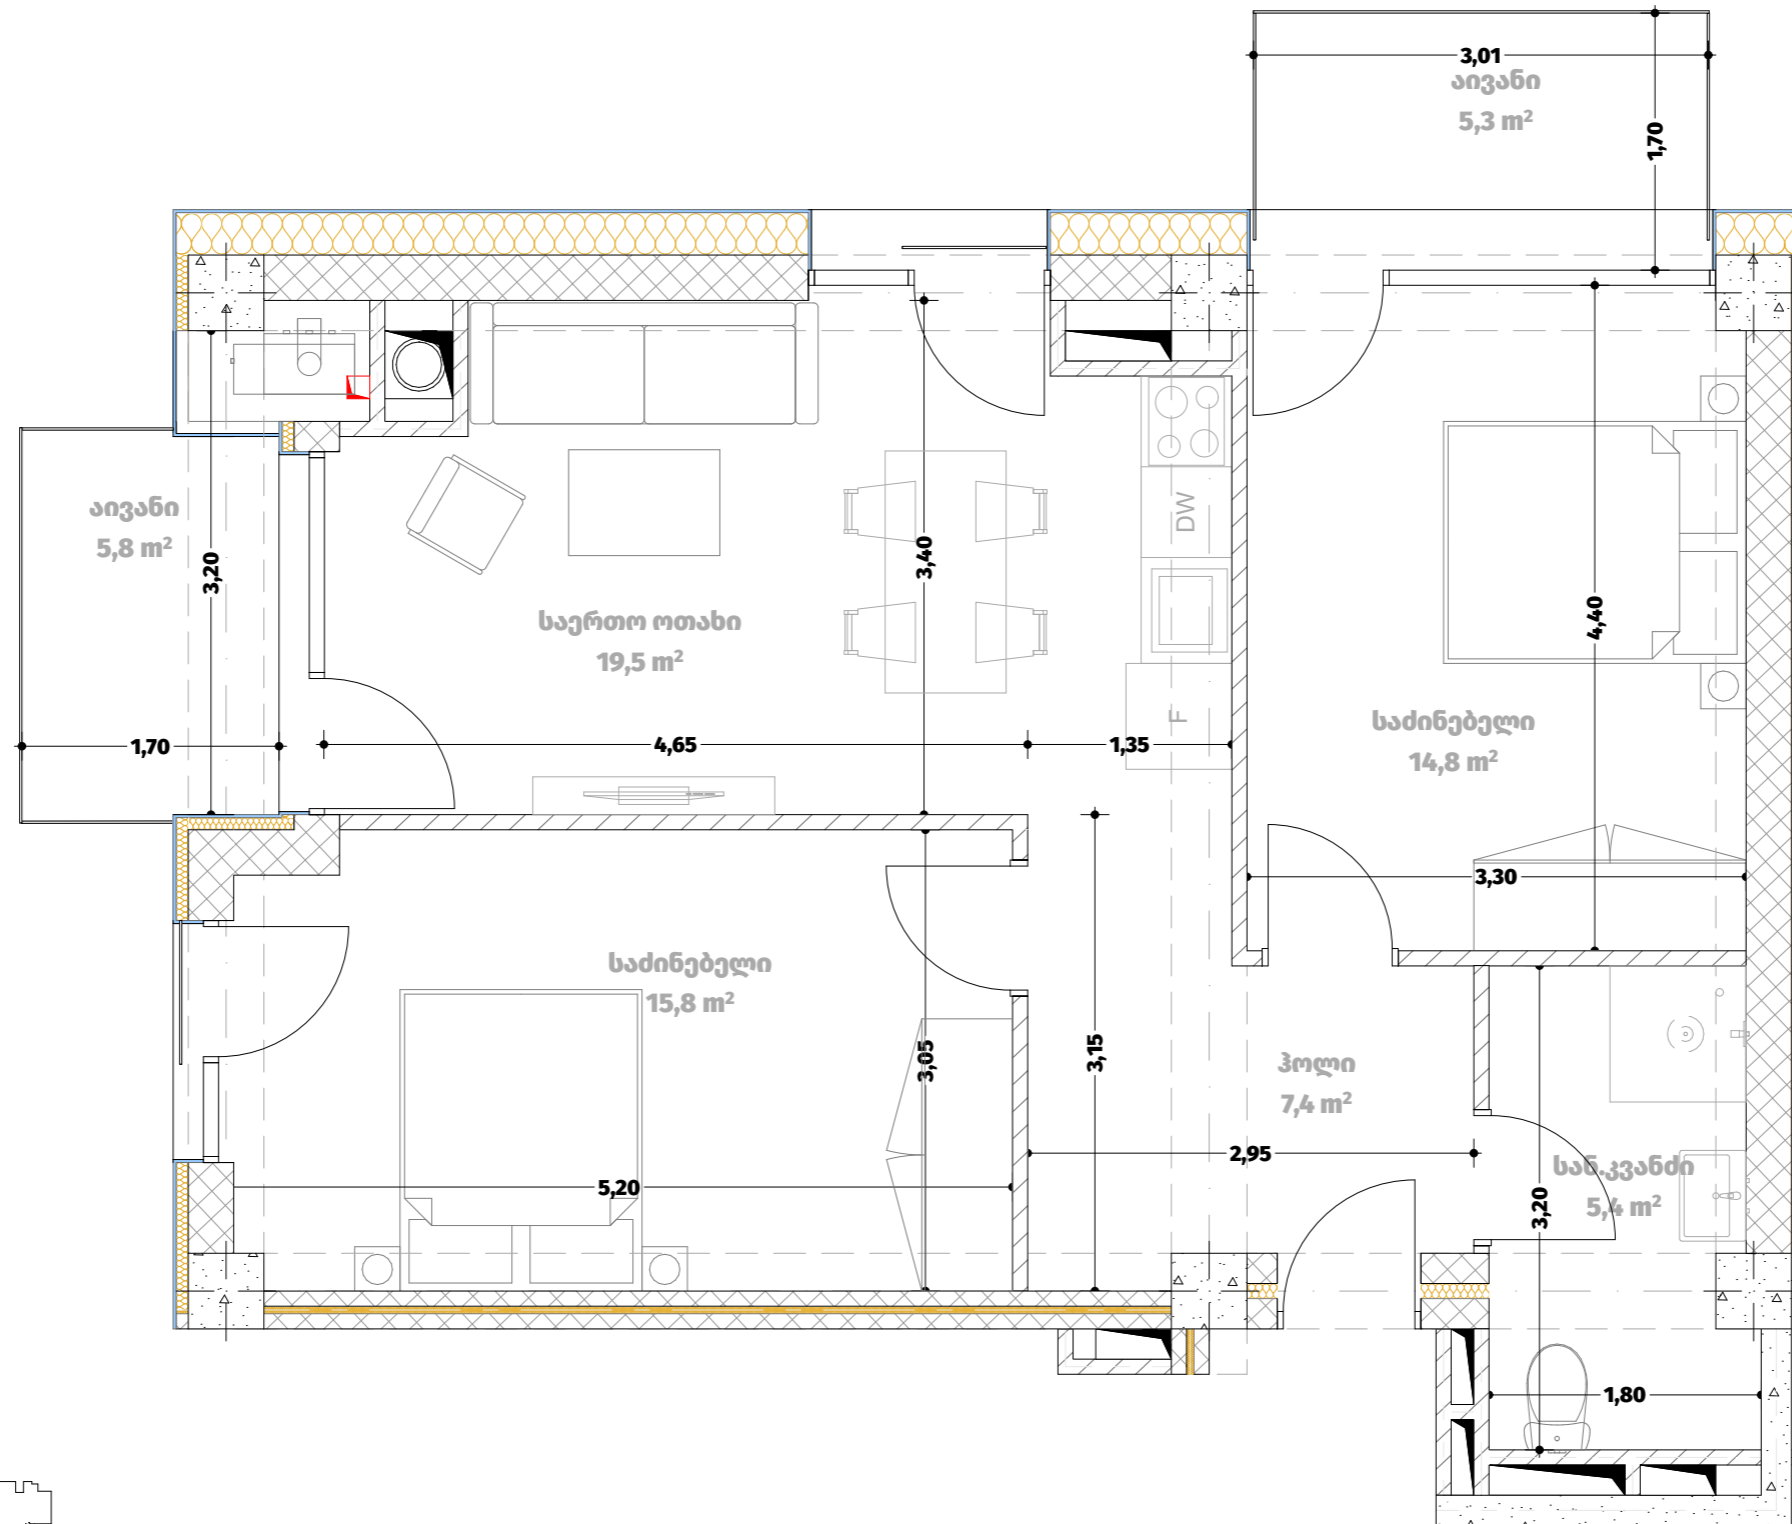 3,01
აივანი
5,3 m²
1,70
აივანი
5,8 m²
3,20
3,40
DW
4,40
საერთო ოთახი
19,5 m²
F
საძინებელი
14,8 m²
1,70
4,65
1,35
3,30
საძინებელი
15,8 m²
3,05
3,15
ჰოლი
7,4 m²
2,95
სან.კვანძი
5,4 m²
5,20
3,20
1,80